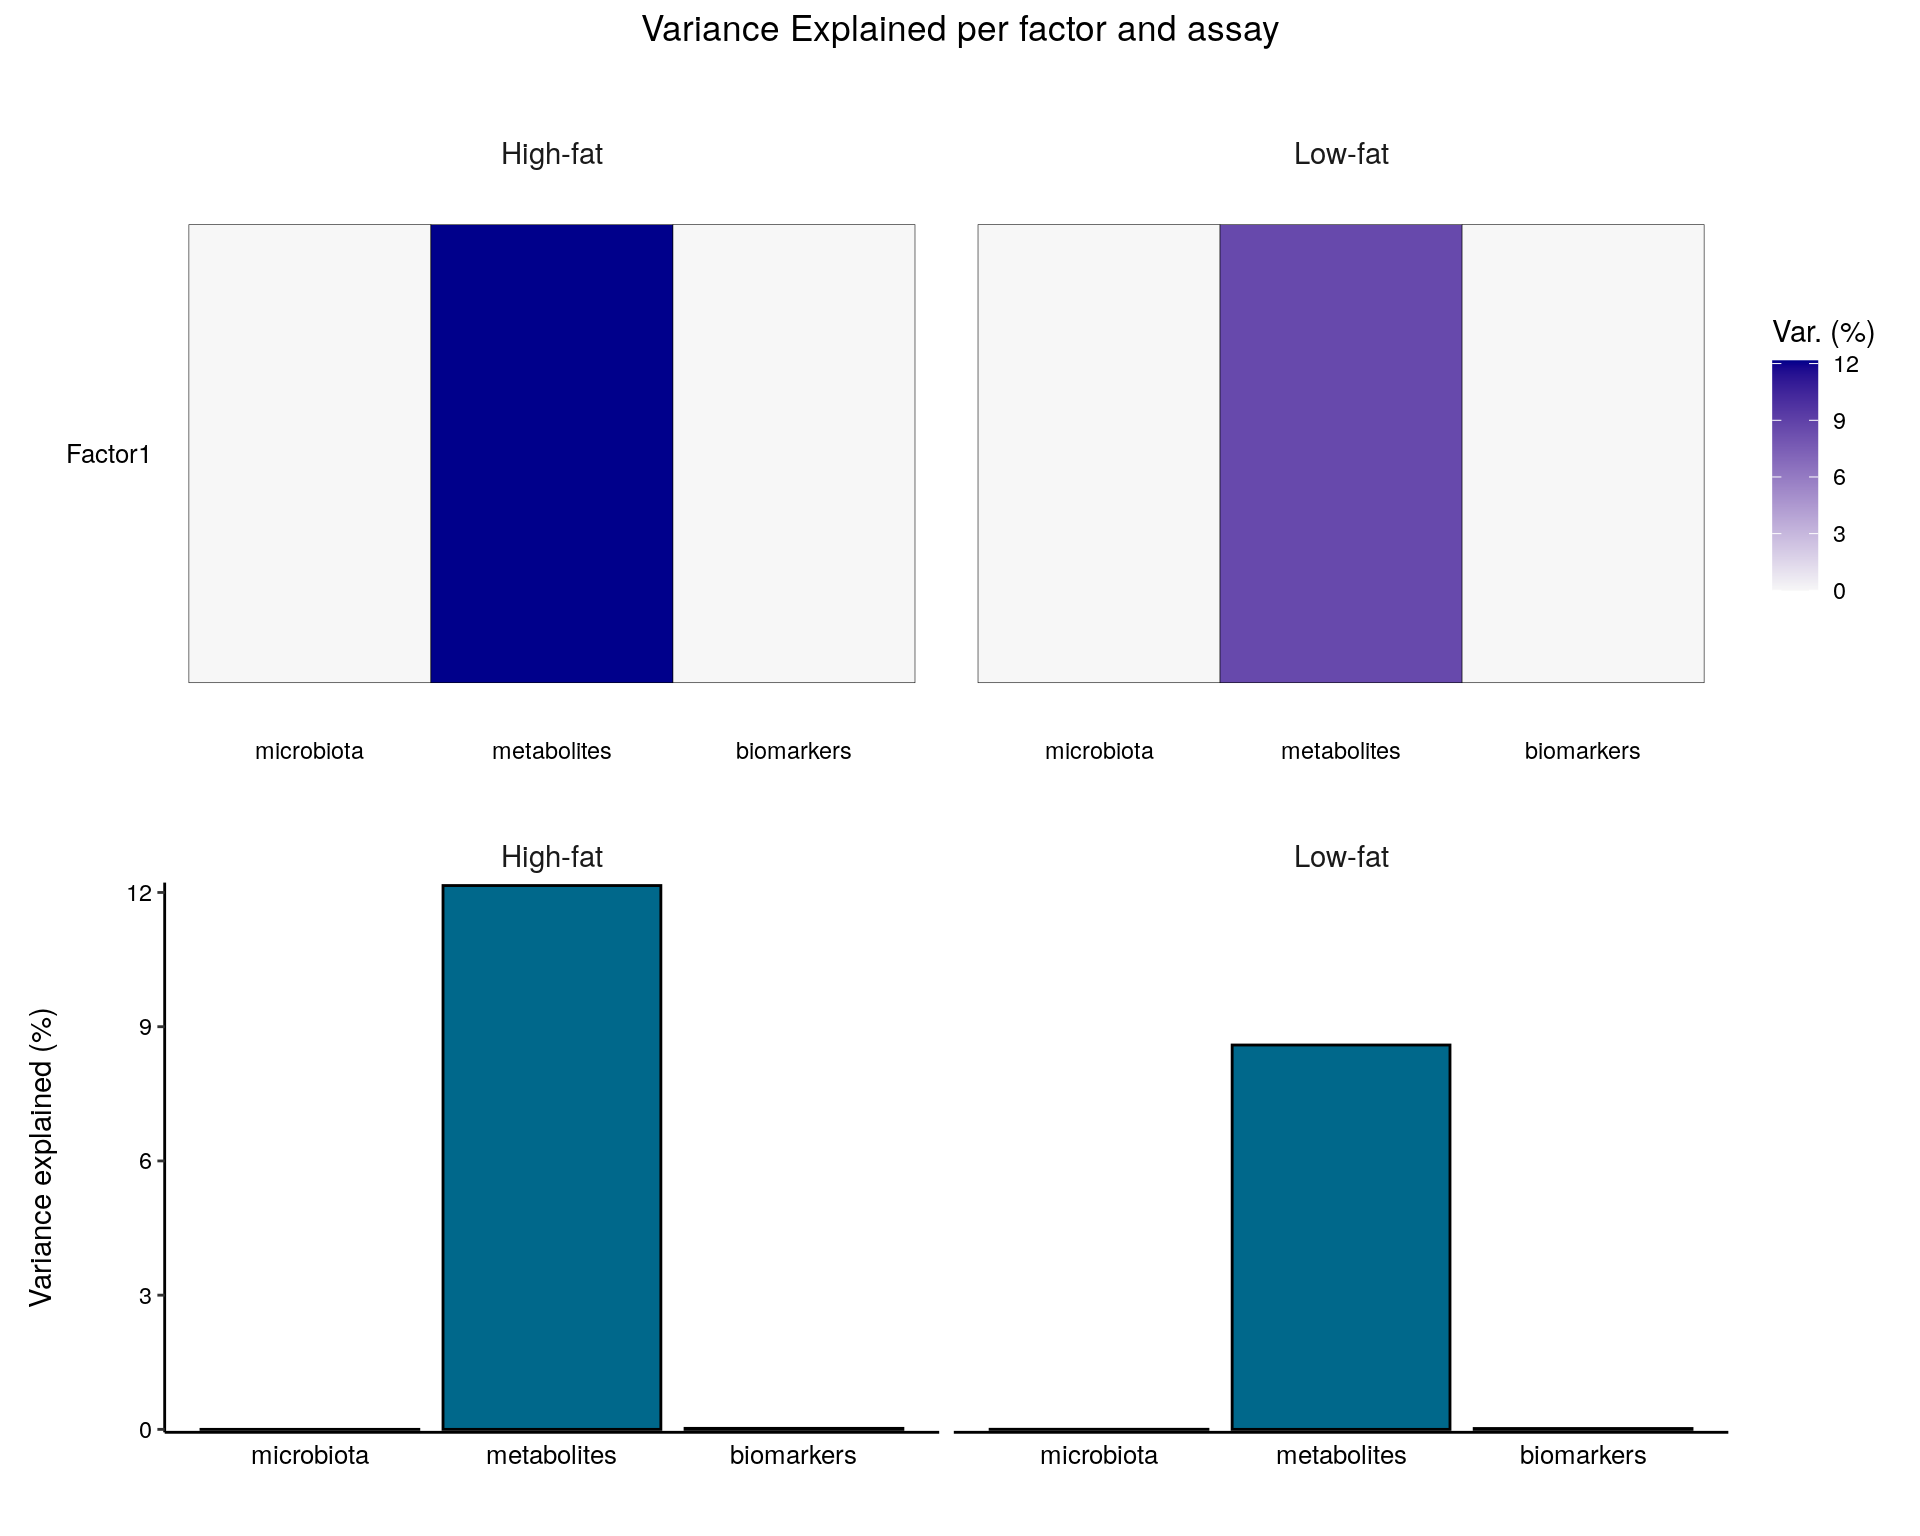 Variance Explained per factor and assay
High-fat
Low-fat
Var. (%)
12
9
6
3
0
Factor1
microbiota
metabolites
biomarkers
microbiota
metabolites
biomarkers
High-fat
Low-fat
Variance explained (%)
12
9
6
3
0
microbiota
metabolites
biomarkers
microbiota
metabolites
biomarkers